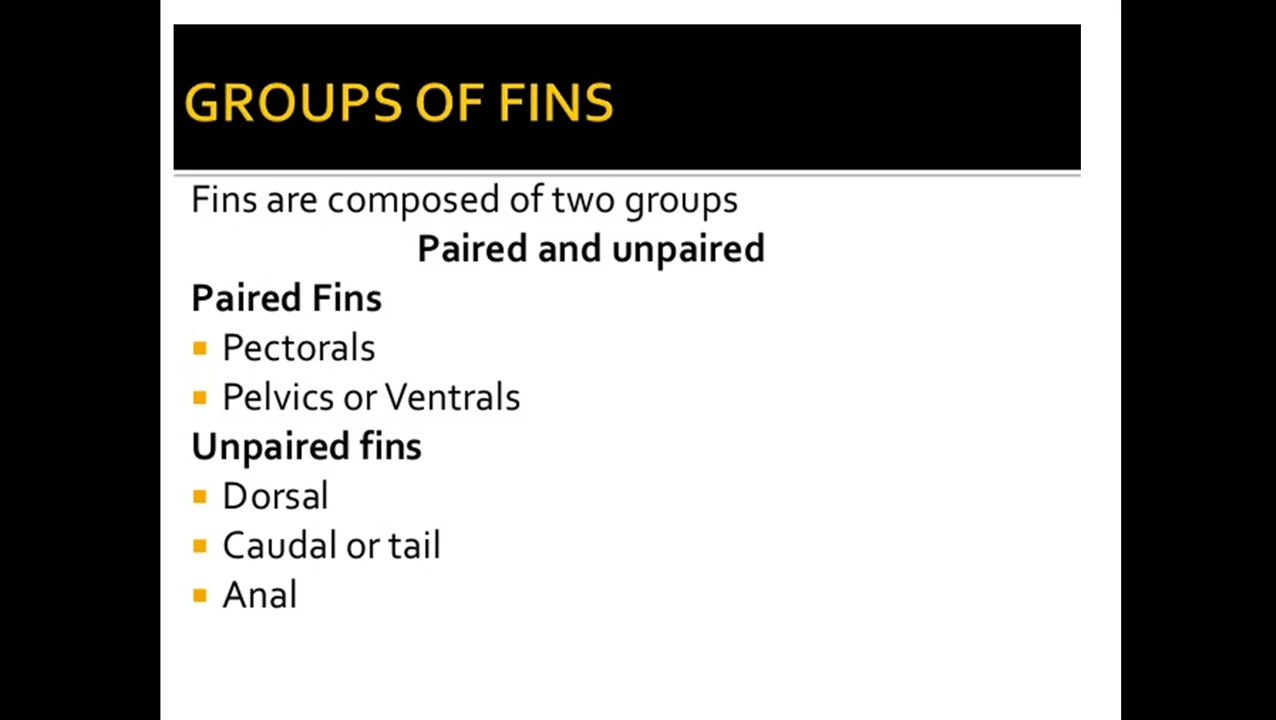 GROUPS OF FINS
Fins are composed of two groups
Paired and unpaired
Paired Fins
Pectorals
Pelvics or Ventrals
Unpaired fins
Dorsal
Caudal or tail
Anal